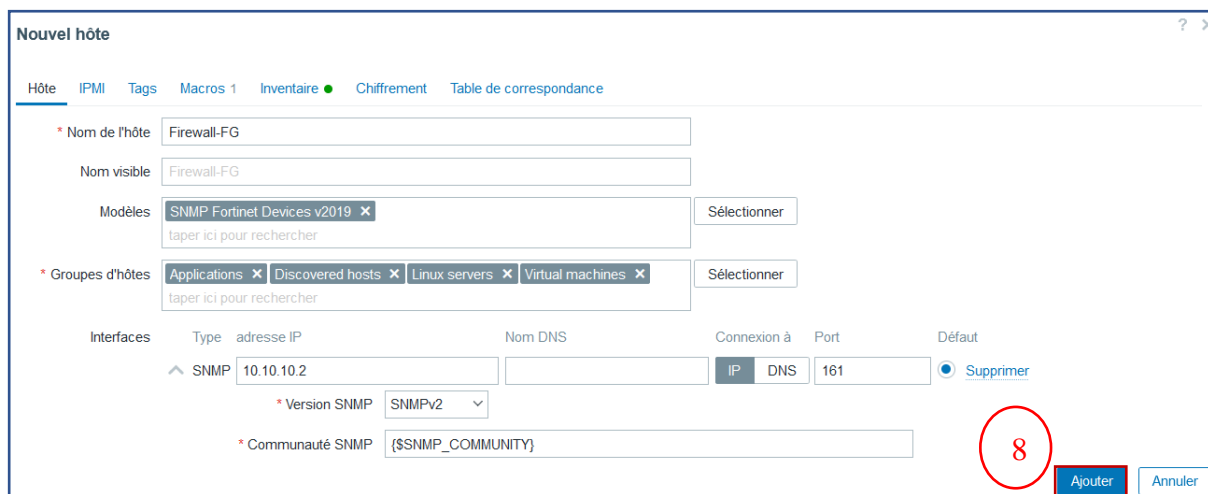 Nouvel hôte
?
Hôte IPMI Tags Macros 1 Inventaire Chiffrement Table de correspondance
* Nom de l'hôte Firewall-FG
Nom visible Firewall-FG
Modèles SNMP Fortinet Devices v2019 Sélectionner
taper ici pour rechercher
* Groupes d'hôtes Applications Discovered hosts Linux servers Virtual machines Sélectionner
taper ici pour rechercher
Interfaces Type adresse IP Nom DNS Connexion à Port Défaut
SNMP 10.10.10.2 IP DNS 161 Supprimer
* Version SNMP SNMPv2
* Communauté SNMP {$SNMP_COMMUNITY}
8
Ajouter Annuler